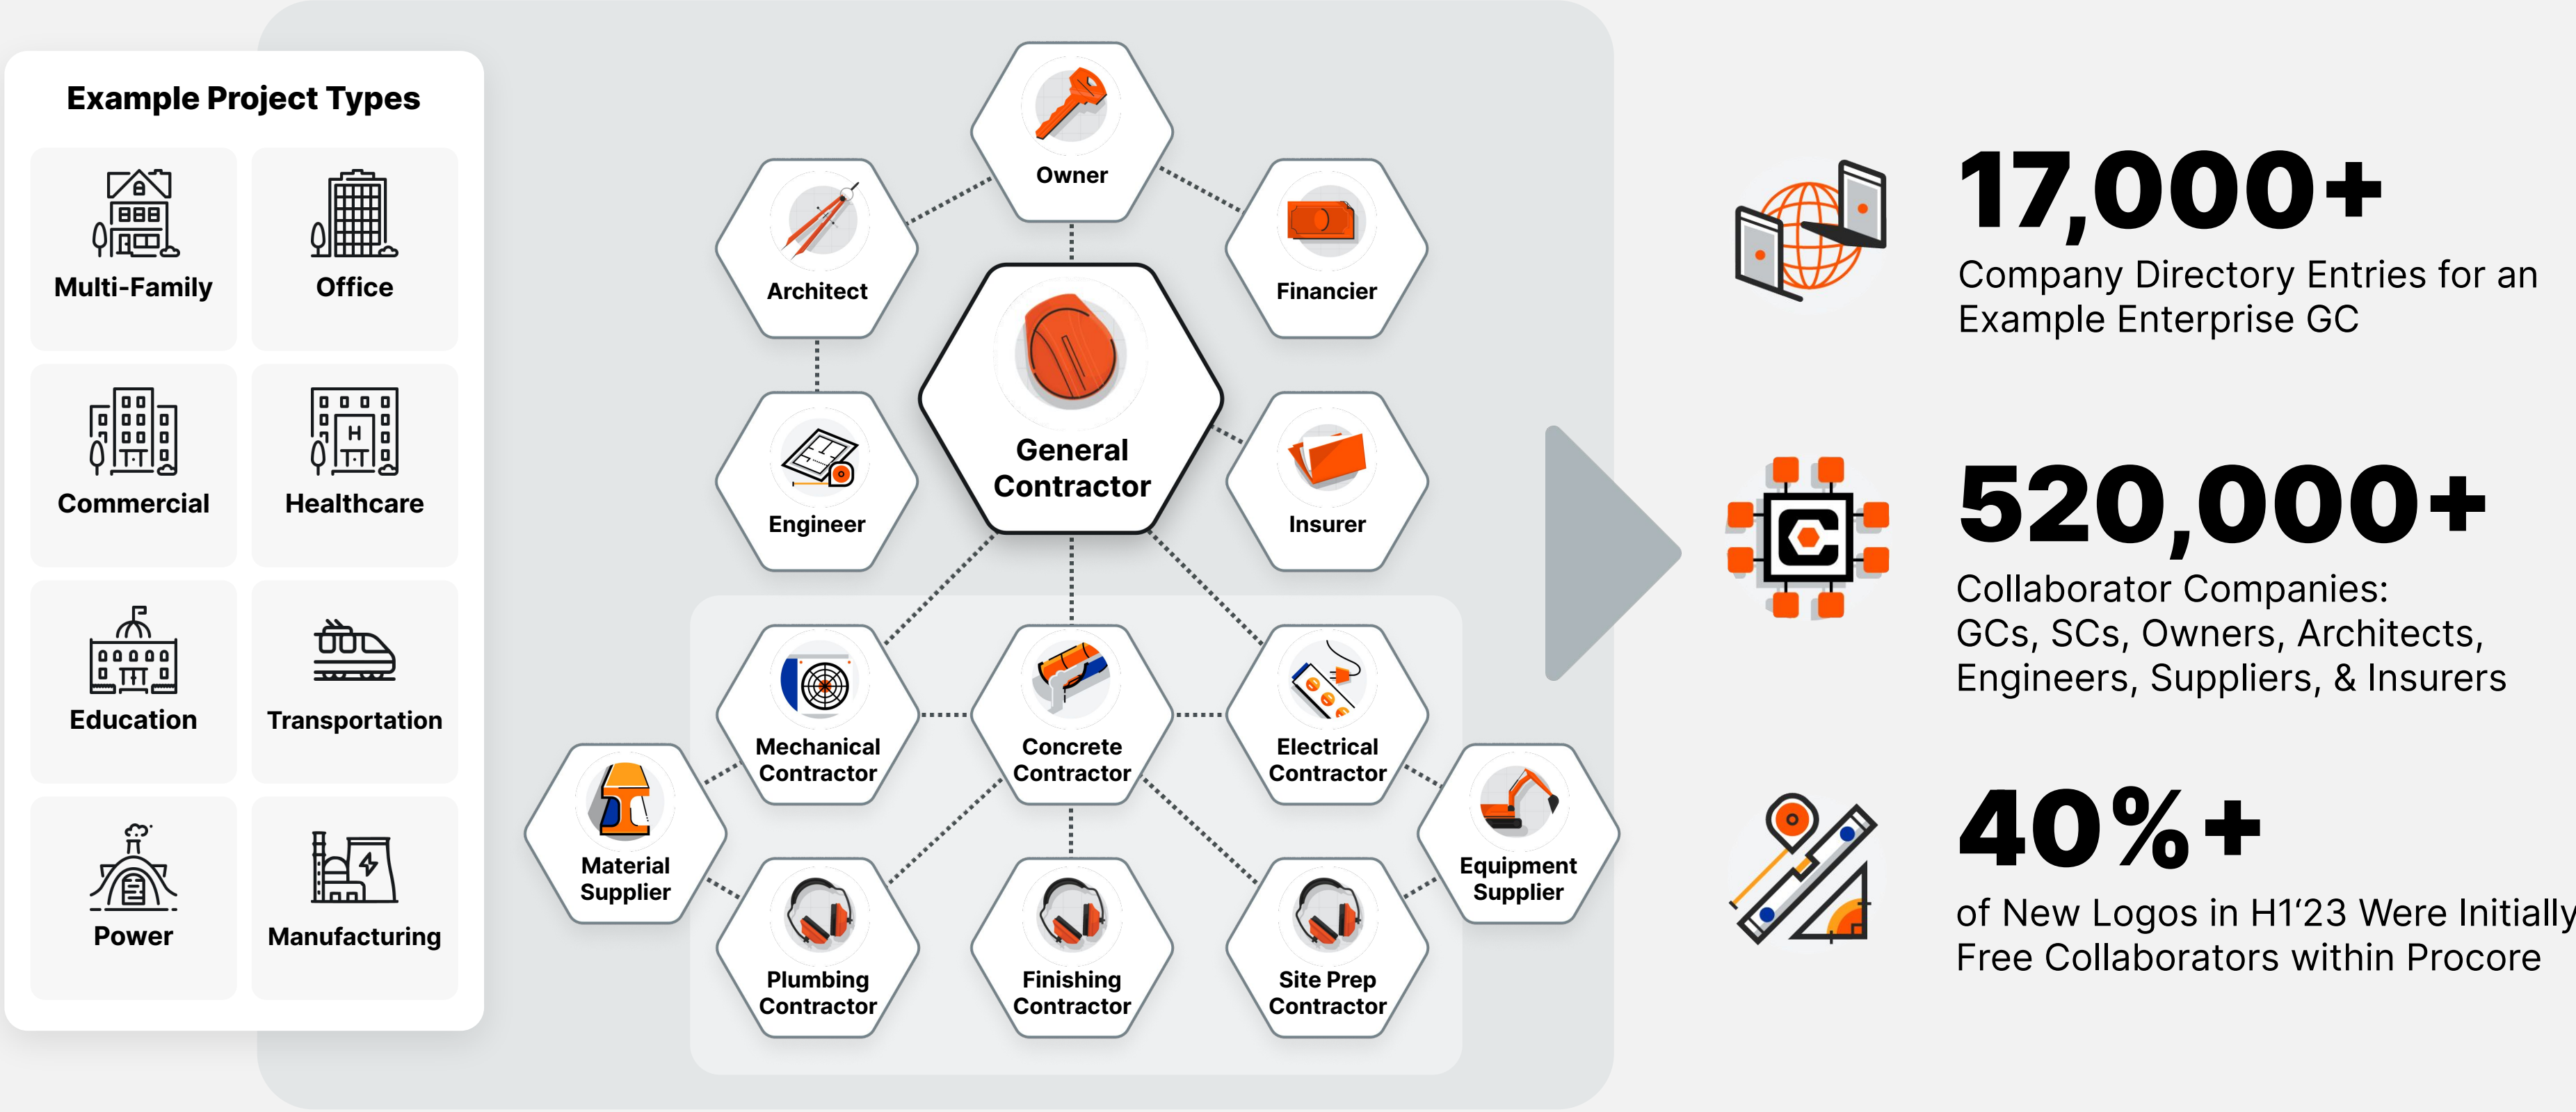 Example Project Types
Multi-Family
Office
Commercial
Healthcare
Education
Transportation
Power
Manufacturing
Owner
Architect
Financier
General
Contractor
Engineer
Insurer
Mechanical
Contractor
Concrete
Contractor
Electrical
Contractor
Material
Supplier
Equipment
Supplier
Plumbing
Contractor
Finishing
Contractor
Site Prep
Contractor
17,000+
Company Directory Entries for an
Example Enterprise GC
520,000+
Collaborator Companies:
GCs, SCs, Owners, Architects,
Engineers, Suppliers, & Insurers
40%+
of New Logos in H1‘23 Were Initially
Free Collaborators within Procore